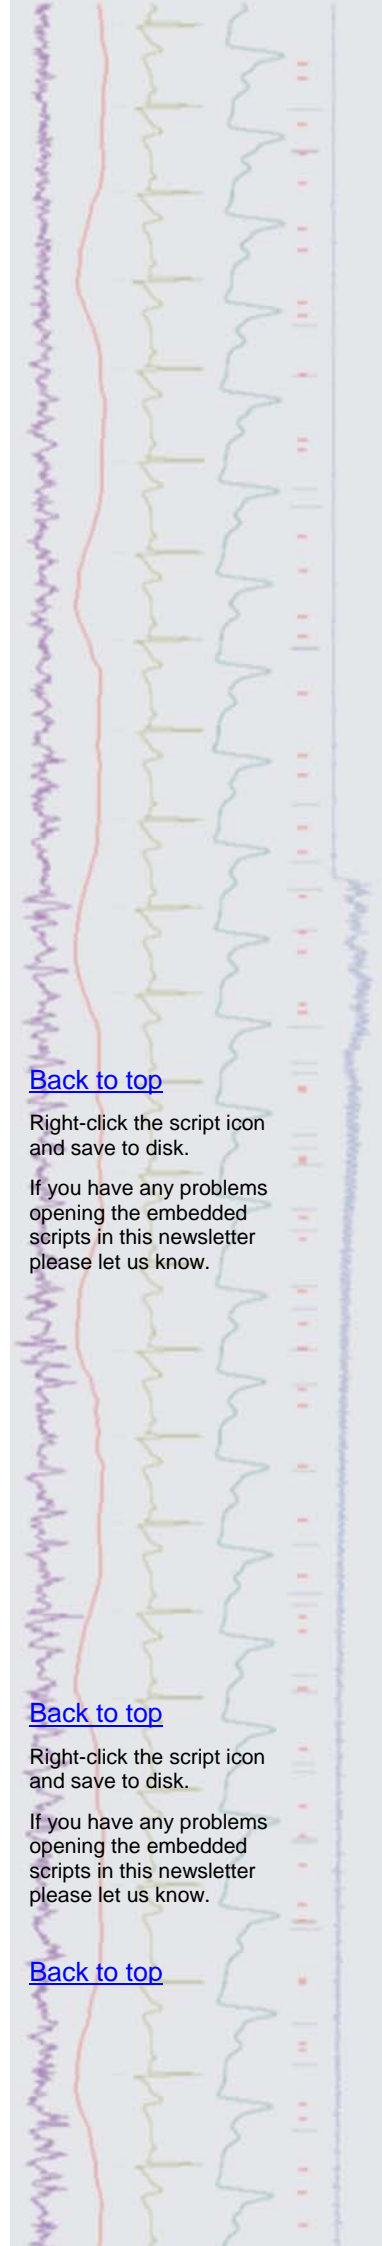 Back to top
Right-click the script icon
and save to disk.
If you have any problems
opening the embedded
scripts in this newsletter
please let us know.
Back to top
Right-click the script icon
and save to disk.
If you have any problems
opening the embedded
scripts in this newsletter
please let us know.
Back to top